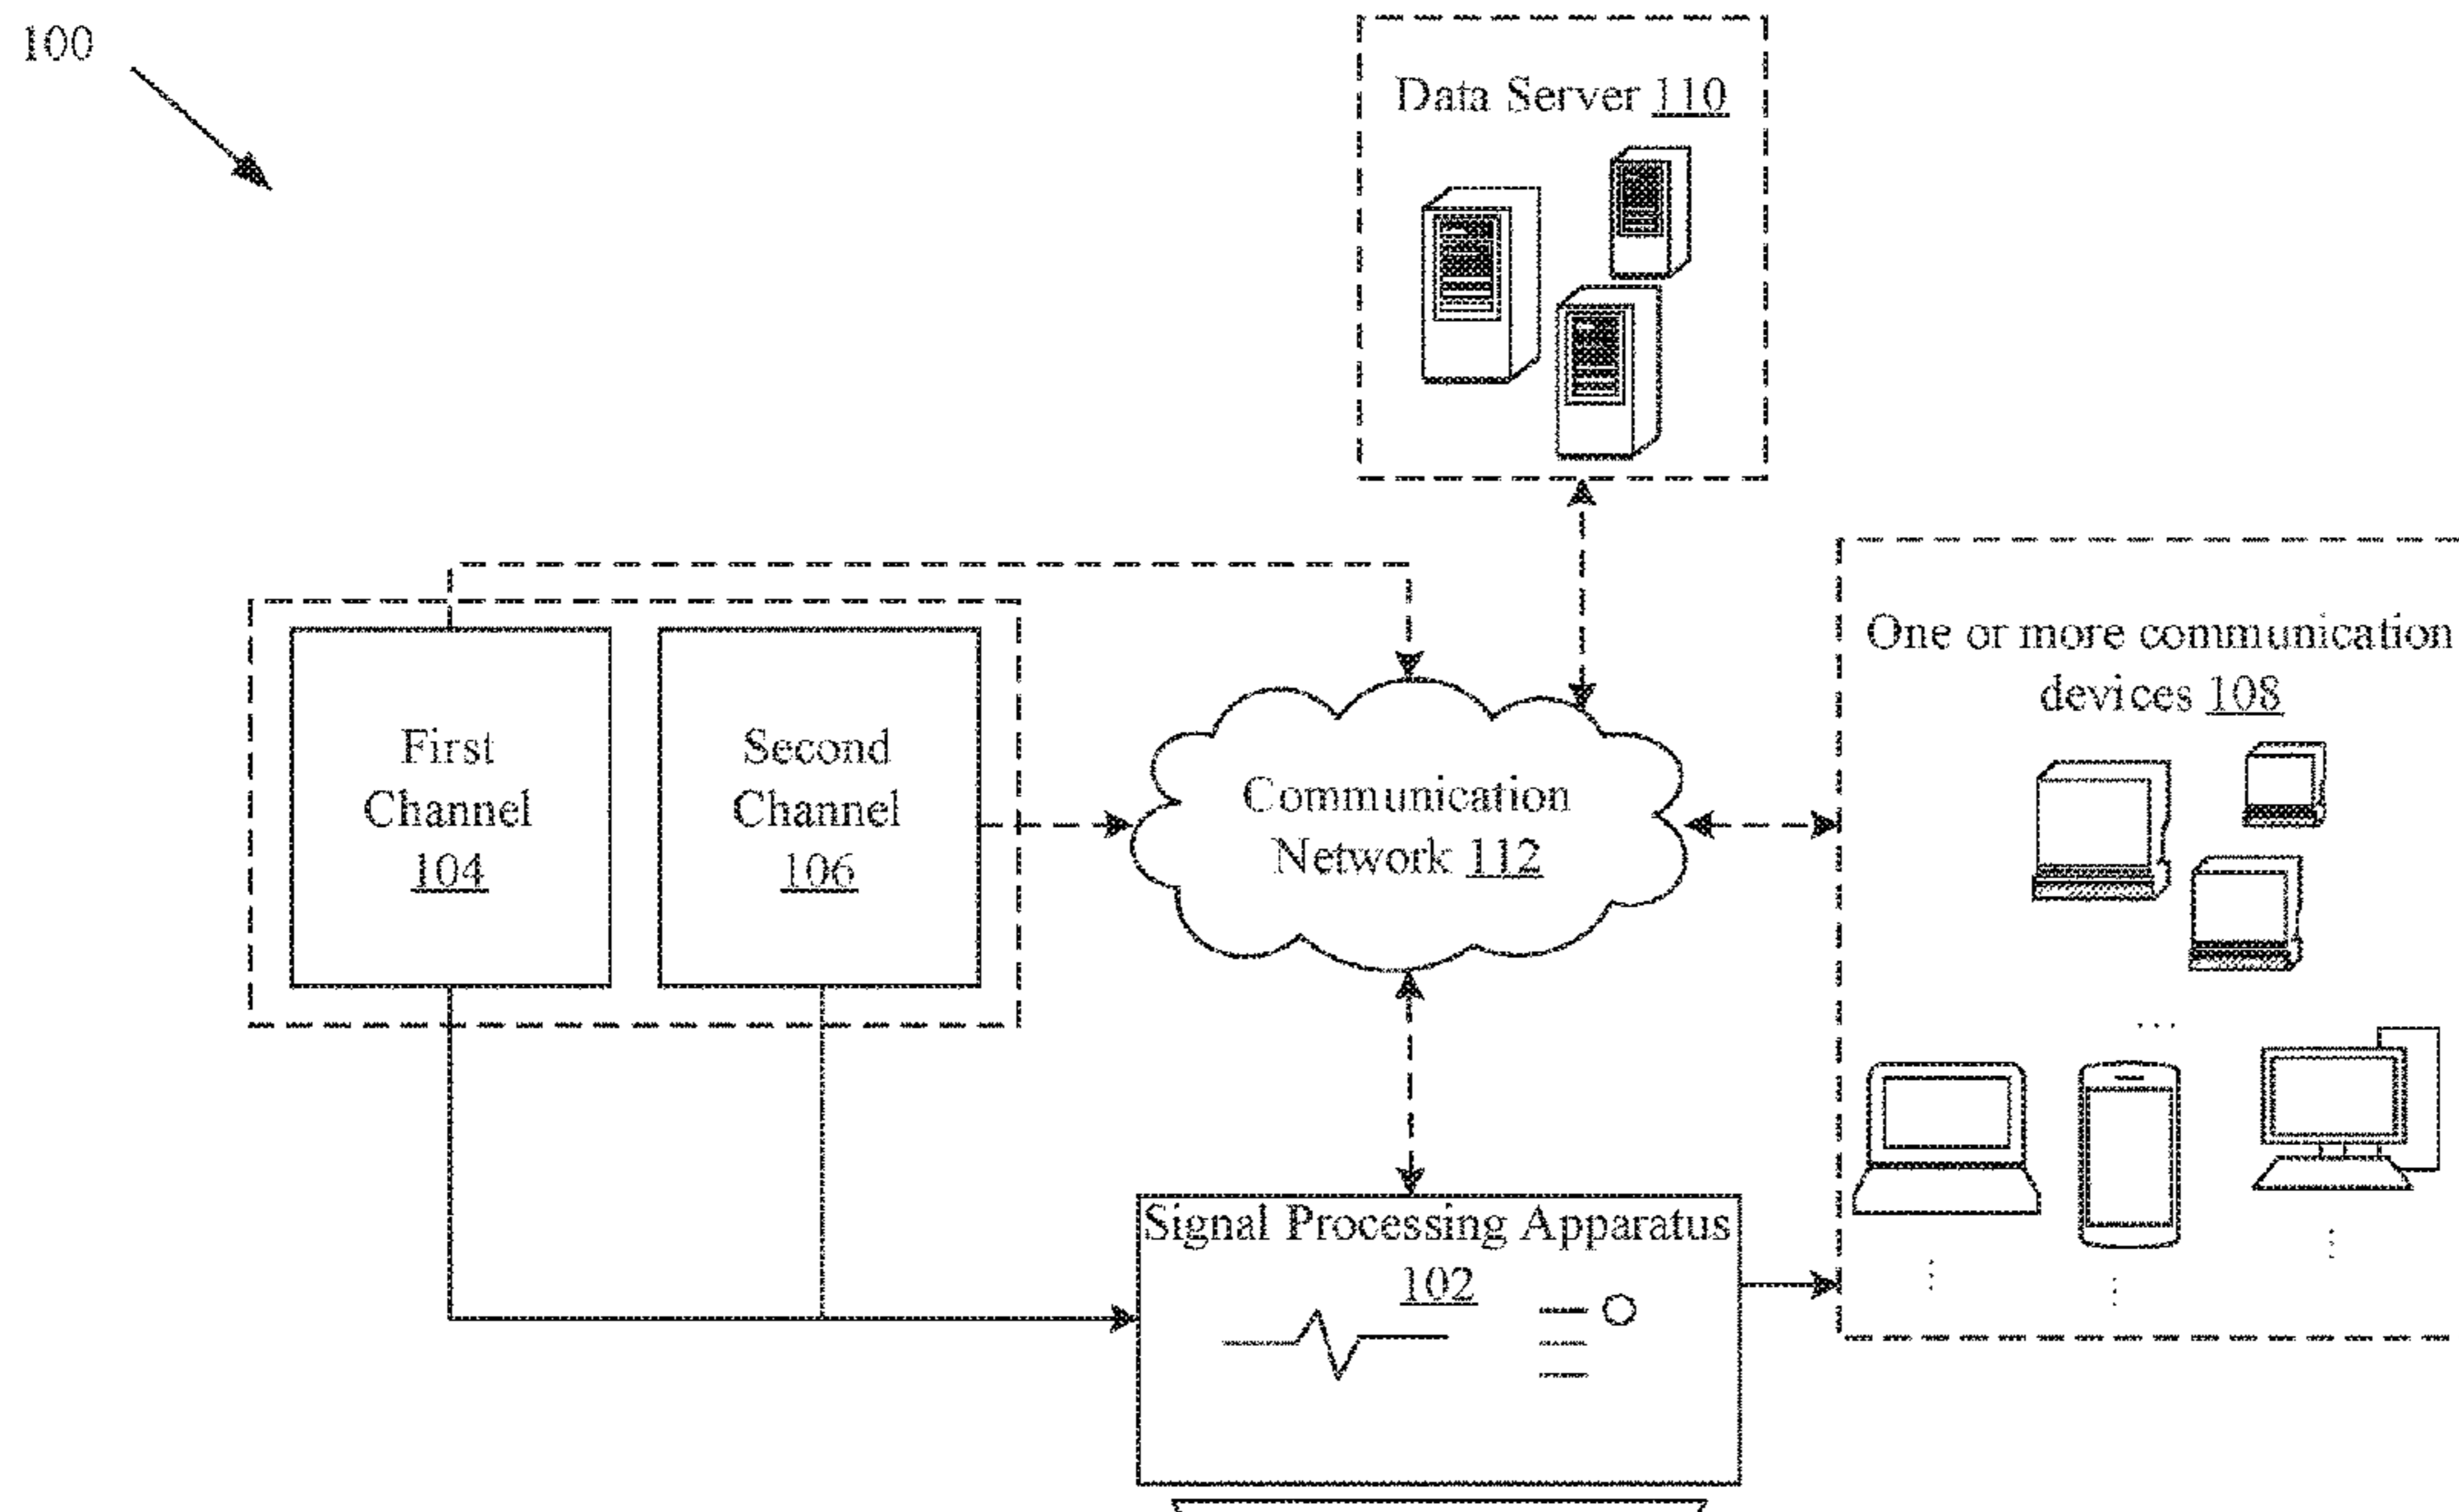 100
Data Server 110
One or more communication
devices 108
First
Channel
104
Second
Channel
106
Communication
Network 112
Signal Processing Apparatus
102